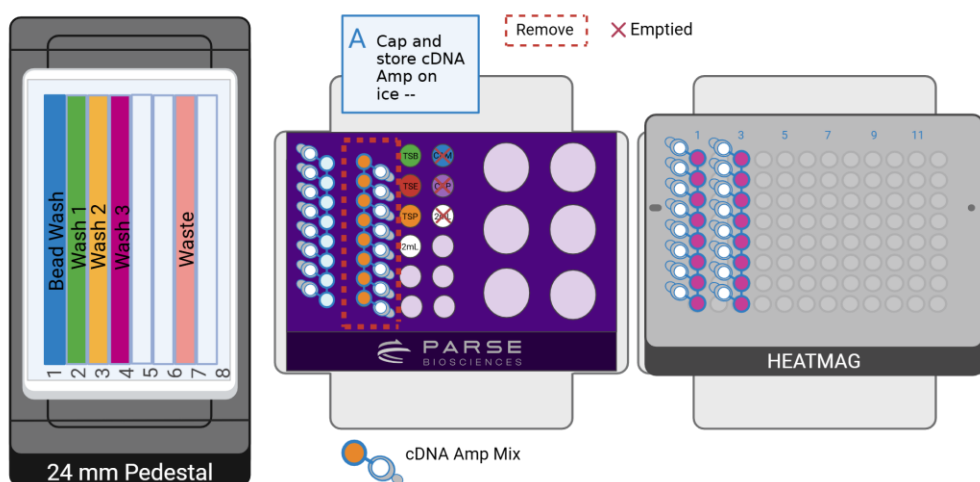 A Cap and
store cDNA
Amp on
ice --
Remove
Emptied
Bead Wash
Wash 1
Wash 2
Wash 3
Waste
1 2 3 4 5 6 7 8
24 mm Pedestal
TSB
TSE
TSP
2mL
2mL
PARSE
BIOSCIENCES
cDNA Amp Mix
1 3 5 7 9 11
HEATMAG